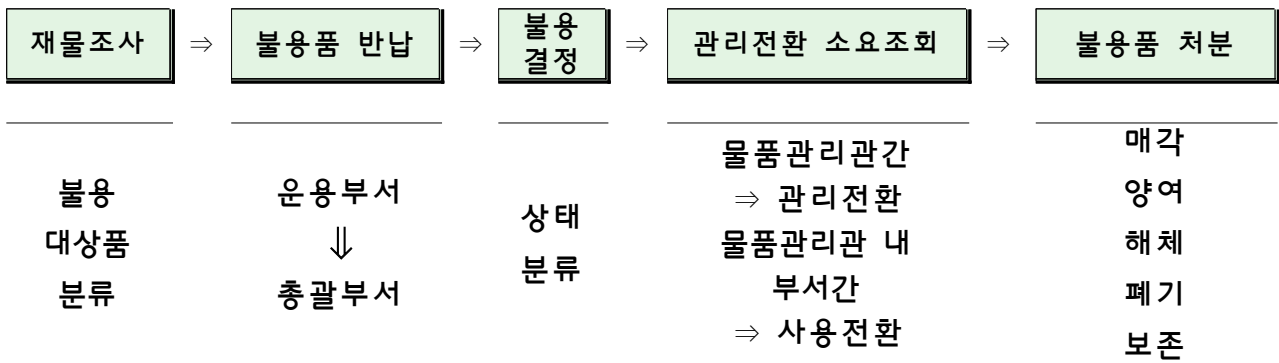 재물조사 ⇒ 불용품 반납 ⇒ 불용 결정 ⇒ 관리전환 소요조회 ⇒ 불용품 처분
불용
대상품
분류
운용부서
⇓
총괄부서
상태
분류
물품관리관간
⇒ 관리전환
물품관리관 내
부서간
⇒ 사용전환
매각
양여
해체
폐기
보존